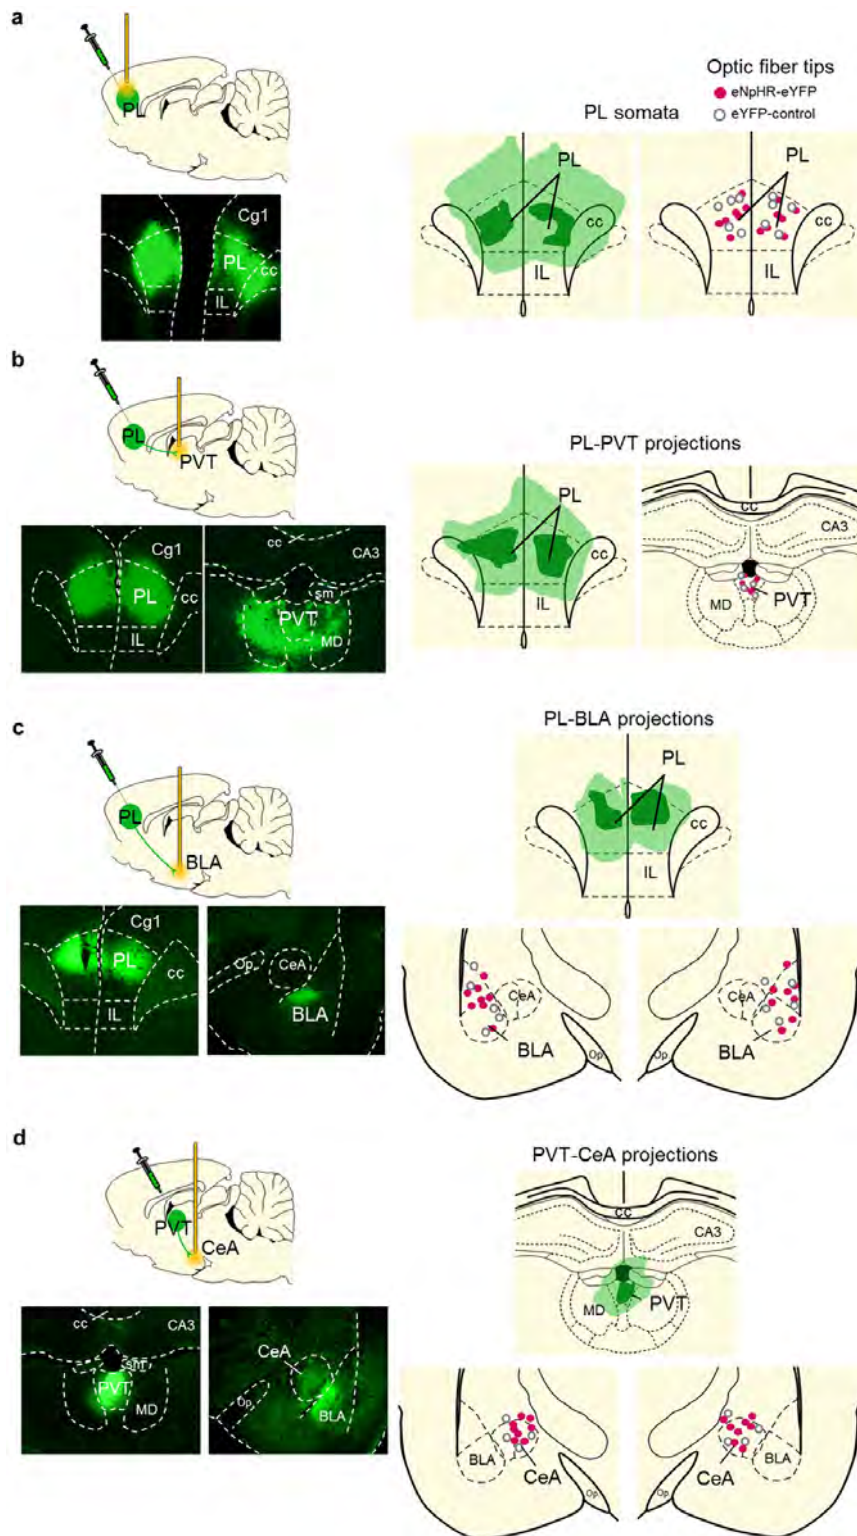 a
PL
Cg1
PL
cc
IL
Optic fiber tips
eNpHR-eYFP
eYFP-control
PL somata
PL
cc
IL
PL
cc
IL
b
PL
PVT
Cg1
PL
cc
IL
cc
CA3
sm
PVT
MD
PL-PVT projections
PL
cc
IL
cc
CA3
MD
PVT
c
PL
BLA
Cg1
PL
cc
IL
Op.
CeA
BLA
PL-BLA projections
PL
cc
IL
CeA
BLA
Op.
CeA
BLA
Op.
d
PVT
CeA
cc
CA3
sm
PVT
MD
CeA
Op.
BLA
PVT-CeA projections
cc
CA3
MD
PVT
BLA
CeA
Op.
CeA
BLA
Op.